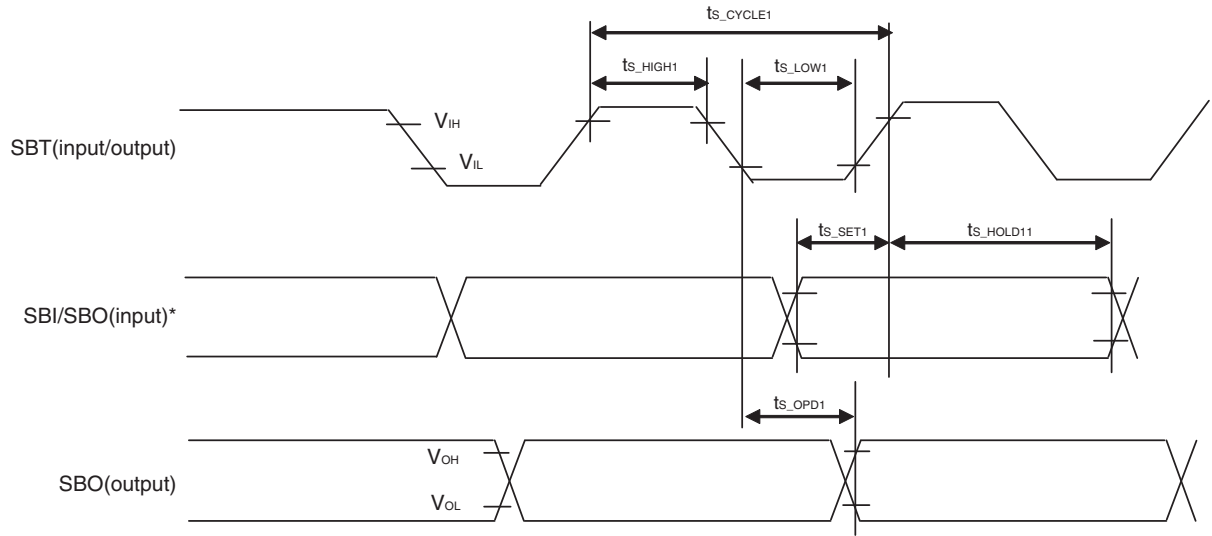 tS_CYCLE1
tS_HIGH1
tS_LOW1
VIH
SBT(input/output)
VIL
tS_SET1
tS_HOLD11
SBI/SBO(input)*
tS_OPD1
VOH
SBO(output)
VOL